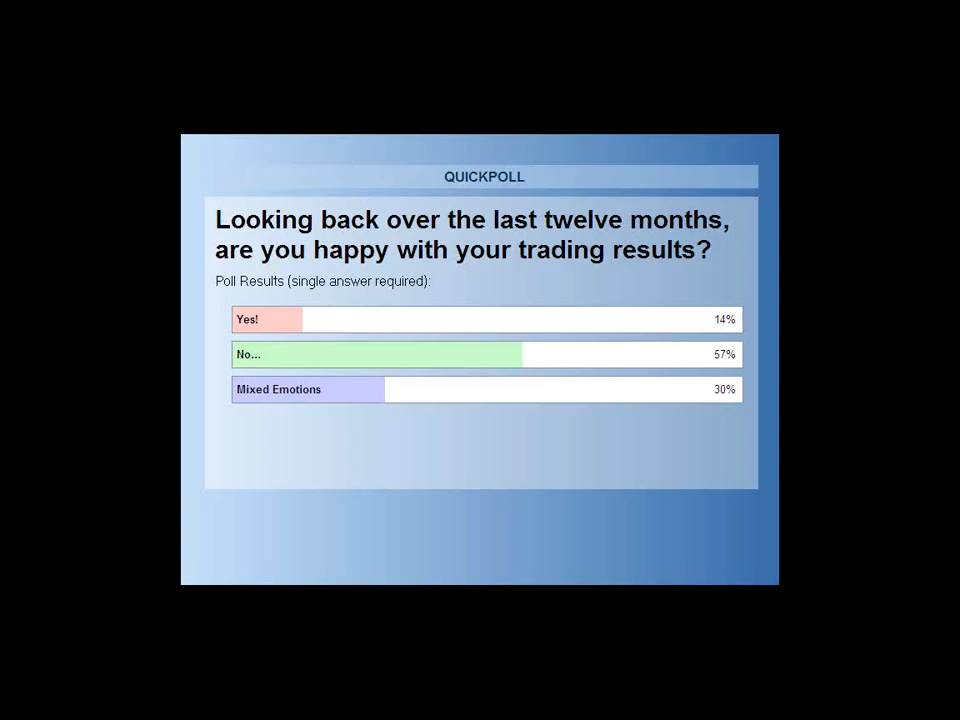 QUICKPOLL
Looking back over the last twelve months,
are you happy with your trading results?
Poll Results (single answer required):
Yes! 14%
No... 57%
Mixed Emotions 30%